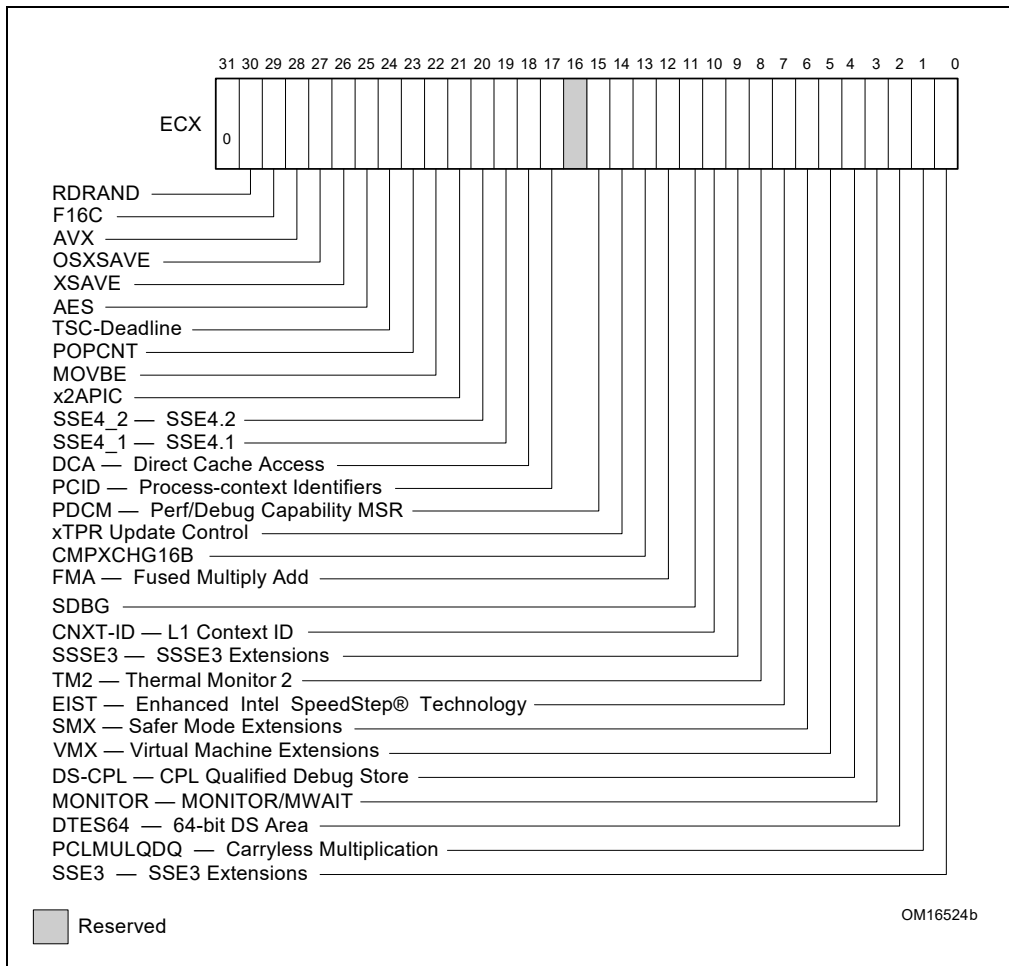 31 30 29 28 27 26 25 24 23 22 21 20 19 18 17 16 15 14 13 12 11 10 9 8 7 6 5 4 3 2 1 0
ECX
0
RDRAND
F16C
AVX
OSXSAVE
XSAVE
AES
TSC-Deadline
POPCNT
MOVBE
x2APIC
SSE4_2 — SSE4.2
SSE4_1 — SSE4.1
DCA — Direct Cache Access
PCID — Process-context Identifiers
PDCM — Perf/Debug Capability MSR
xTPR Update Control
CMPXCHG16B
FMA — Fused Multiply Add
SDBG
CNXT-ID — L1 Context ID
SSSE3 — SSSE3 Extensions
TM2 — Thermal Monitor 2
EIST — Enhanced Intel SpeedStep® Technology
SMX — Safer Mode Extensions
VMX — Virtual Machine Extensions
DS-CPL — CPL Qualified Debug Store
MONITOR — MONITOR/MWAIT
DTES64 — 64-bit DS Area
PCLMULQDQ — Carryless Multiplication
SSE3 — SSE3 Extensions
Reserved
OM16524b